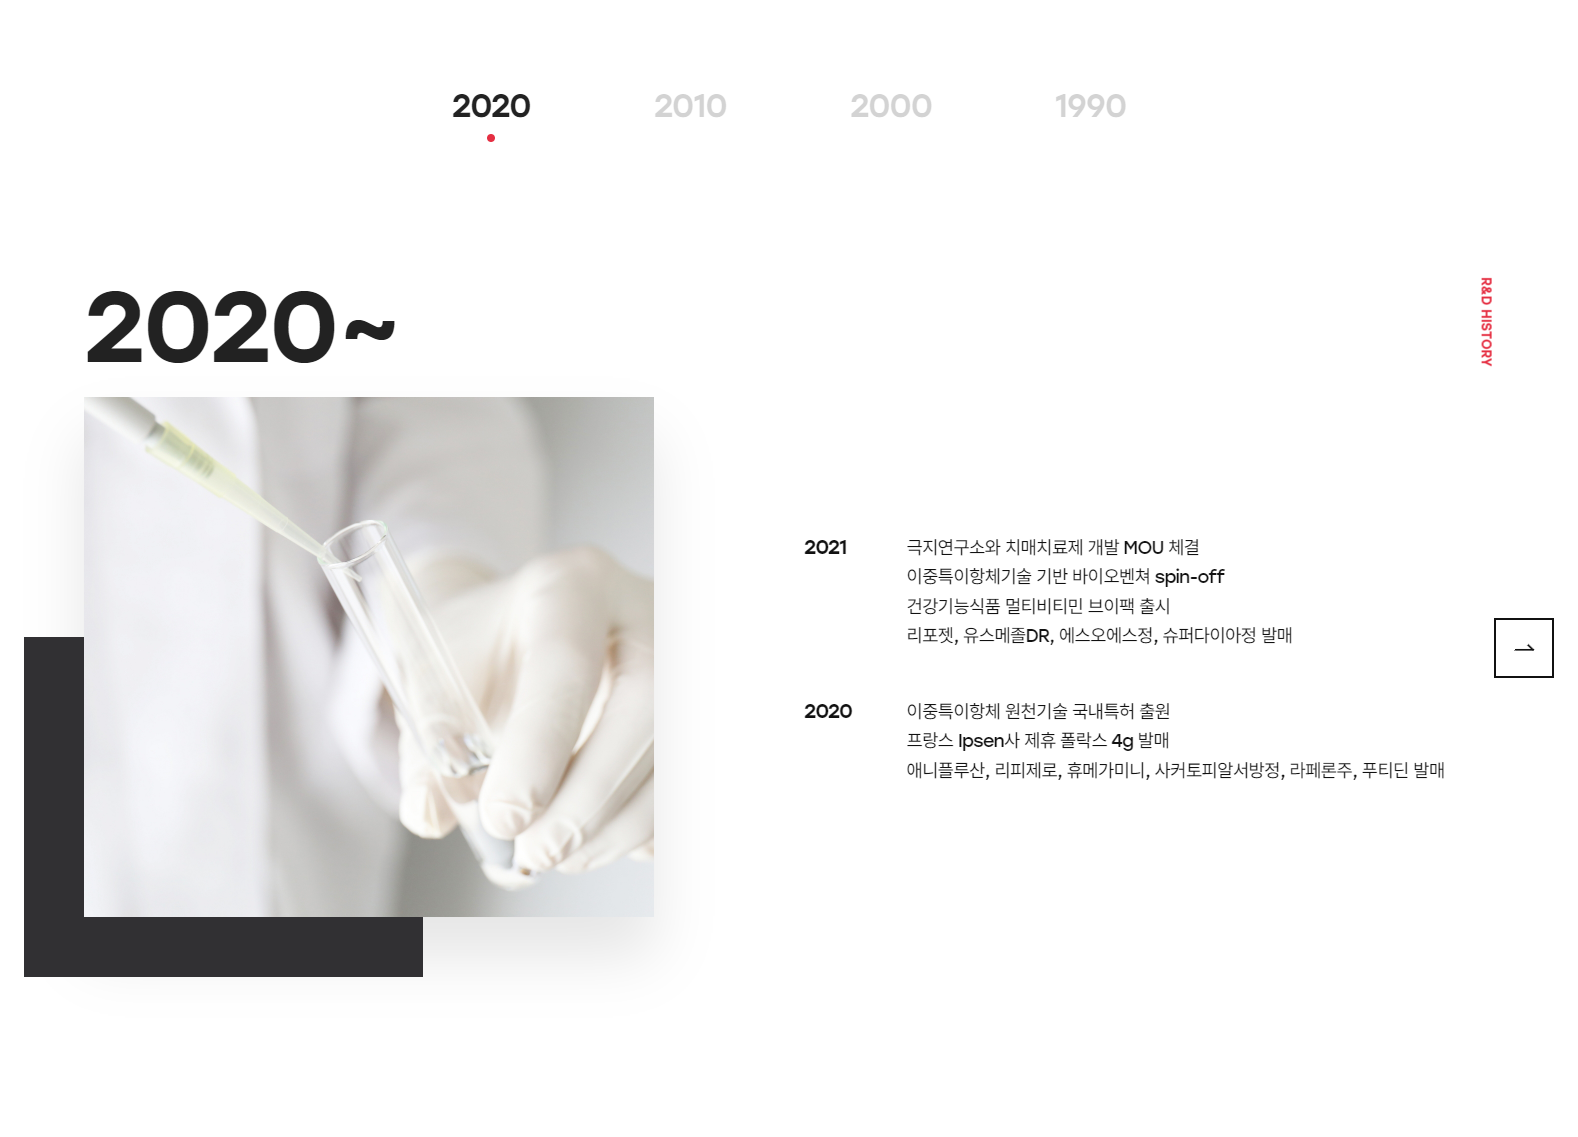 2020
2010
2000
1990
2020~
R&D HISTORY
2021
극지연구소와 치매치료제 개발 MOU 체결
이중특이항체기술 기반 바이오벤쳐 spin-off
건강기능식품 멀티비티민 브이팩 출시
리포젯, 유스메졸DR, 에스오에스정, 슈퍼다이아정 발매
2020
이중특이항체 원천기술 국내특허 출원
프랑스 Ipsen사 제휴 폴락스 4g 발매
애니플루산, 리피제로, 휴메가미니, 사커토피알서방정, 라페론주, 푸티딘 발매